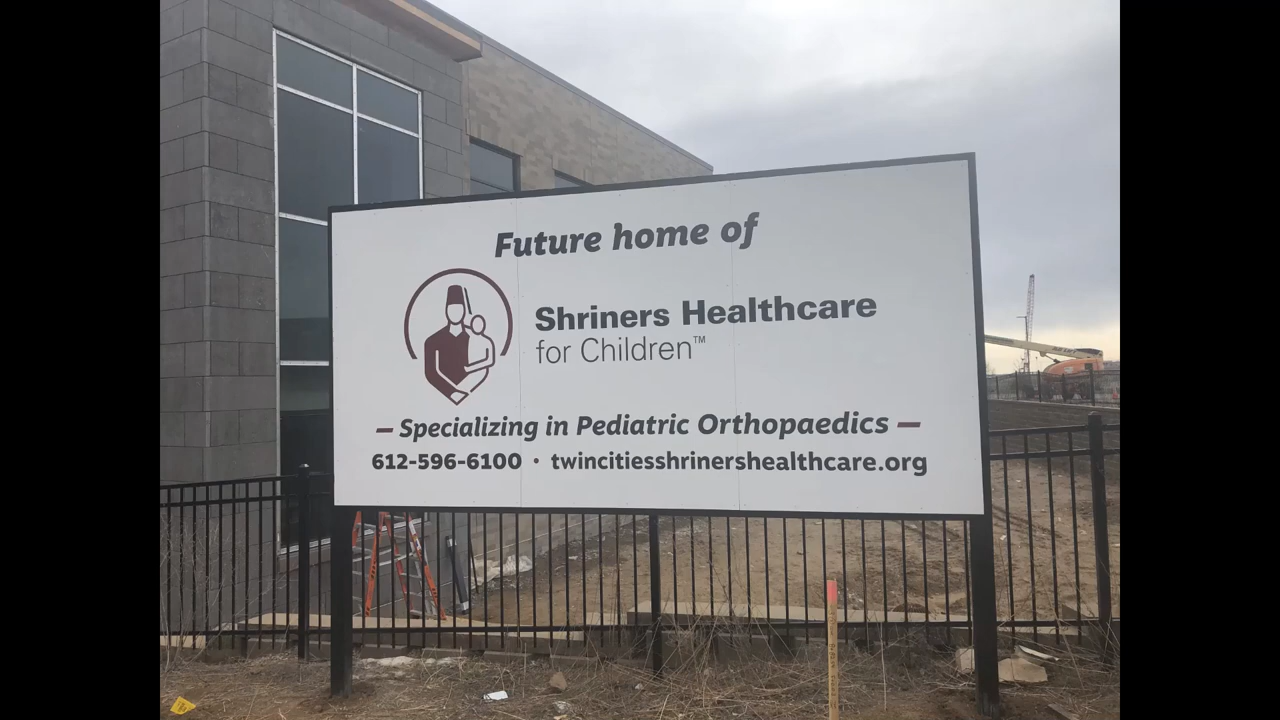 Future home of
Shriners Healthcare
for Children™
– Specializing in Pediatric Orthopaedics –
612-596-6100 • twincitiesshrinershealthcare.org